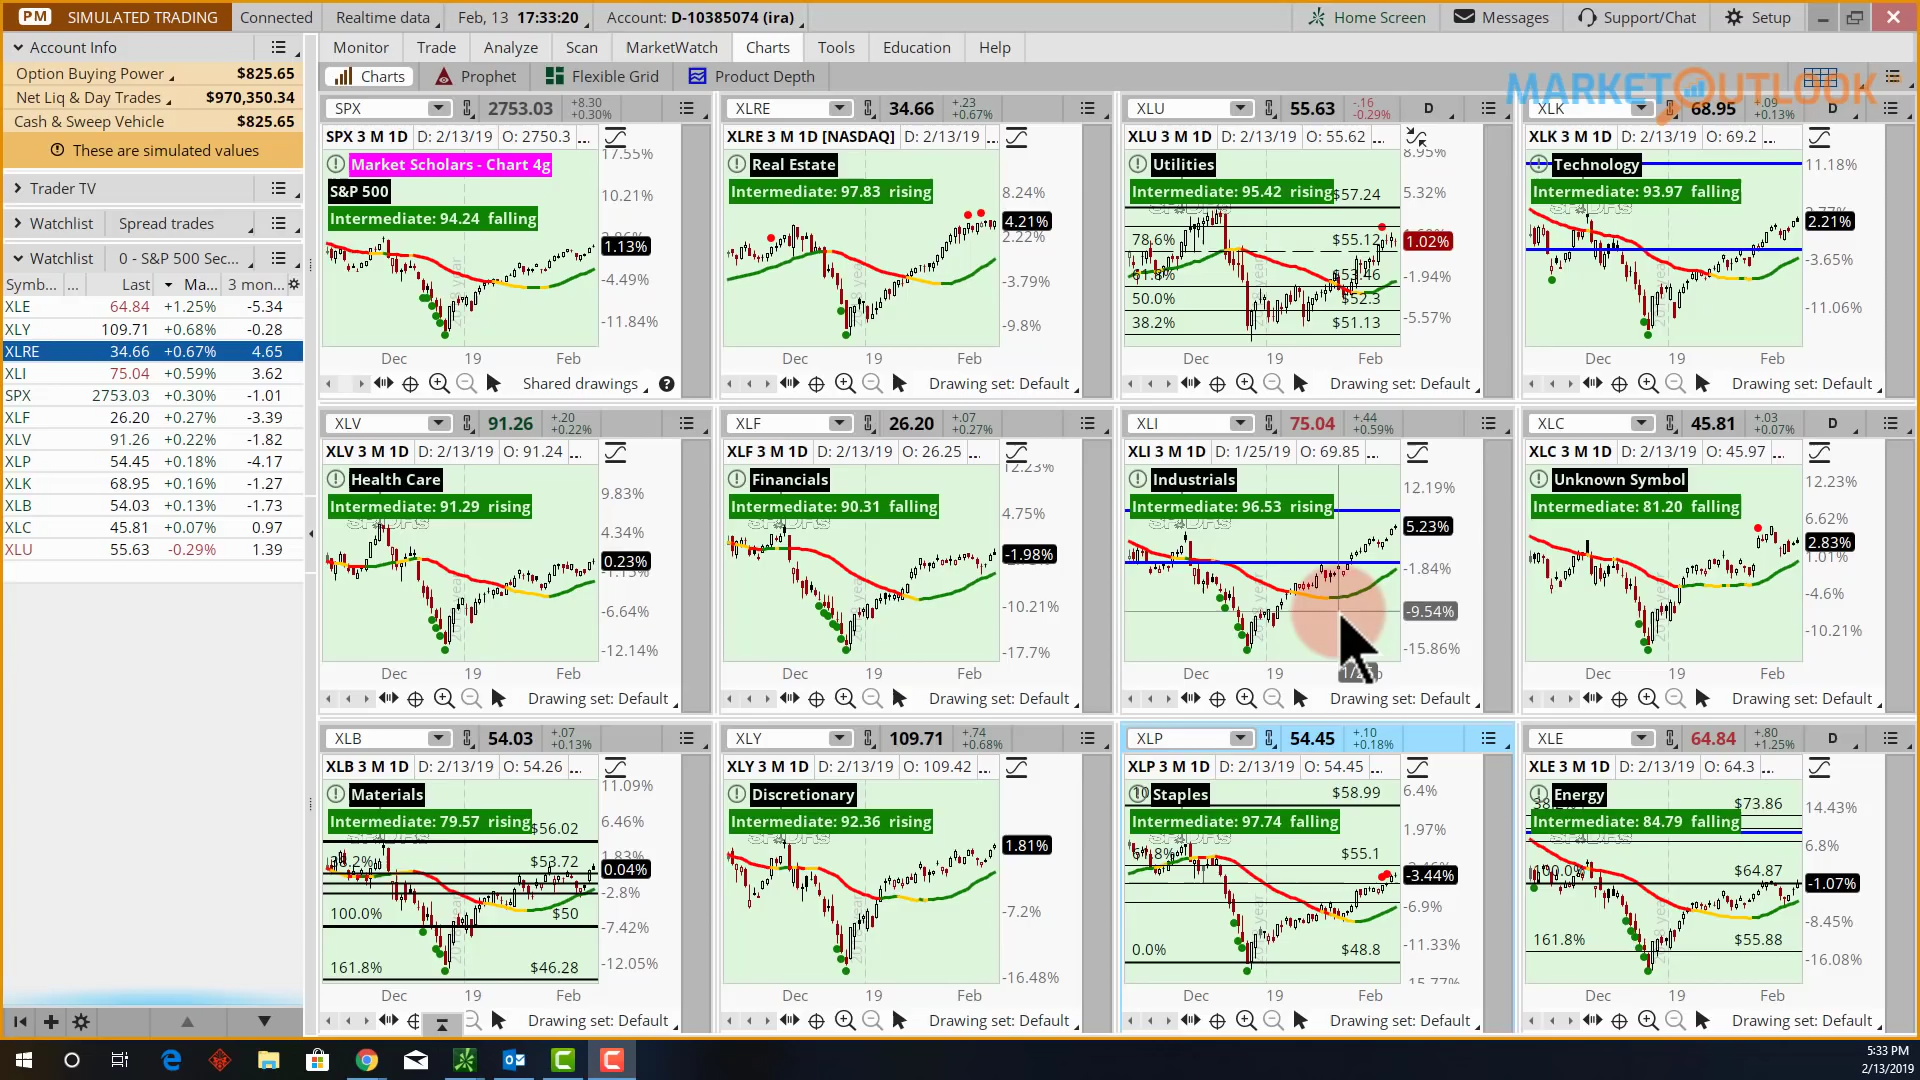 PM SIMULATED TRADING Connected Realtime data Feb, 13 17:33:20 Account: D-10385074 (ira) Home Screen Messages Support/Chat Setup
Account Info
Option Buying Power $825.65
Net Liq & Day Trades $970,350.34
Cash & Sweep Vehicle $825.65
These are simulated values
Trader TV
Watchlist Spread trades
Watchlist 0 - S&P 500 Sec...
Symb... ... Last Ma... 3 mon...
XLE 64.84 +1.25% -5.34
XLY 109.71 +0.68% -0.28
XLRE 34.66 +0.67% 4.65
XLI 75.04 +0.59% 3.62
SPX 2753.03 +0.30% -1.01
XLF 26.20 +0.27% -3.39
XLV 91.26 +0.22% -1.82
XLP 54.45 +0.18% -4.17
XLK 68.95 +0.16% -1.27
XLB 54.03 +0.13% -1.73
XLC 45.81 +0.07% 0.97
XLU 55.63 -0.29% 1.39
Monitor Trade Analyze Scan MarketWatch Charts Tools Education Help
Charts Prophet Flexible Grid Product Depth
MARKET OUTLOOK
SPX 2753.03 +8.30 +0.30%
SPX 3 M 1D D: 2/13/19 O: 2750.3 ...
Market Scholars - Chart 4g
S&P 500
Intermediate: 94.24 falling
17.55%
10.21%
1.13%
-4.49%
-11.84%
Dec 19 Feb
Shared drawings
XLRE 34.66 +.23 +0.67%
XLRE 3 M 1D [NASDAQ] D: 2/13/19 ...
Real Estate
Intermediate: 97.83 rising
8.24%
4.21%
2.22%
-3.79%
-9.8%
Dec 19 Feb
Drawing set: Default
XLU 55.63 -.16 -0.29% D
XLU 3 M 1D D: 2/13/19 O: 55.62 ...
Utilities
Intermediate: 95.42 rising
$57.24
78.6% $55.12
61.8% $53.46
50.0% $52.3
38.2% $51.13
8.95%
5.32%
1.02%
-1.94%
-5.57%
Dec 19 Feb
Drawing set: Default
XLK 68.95 +.09 +0.13% D
XLK 3 M 1D D: 2/13/19 O: 69.2 ...
Technology
Intermediate: 93.97 falling
11.18%
2.21%
-3.65%
-11.06%
Dec 19 Feb
Drawing set: Default
XLV 91.26 +.20 +0.22%
XLV 3 M 1D D: 2/13/19 O: 91.24 ...
Health Care
Intermediate: 91.29 rising
9.83%
4.34%
0.23%
-6.64%
-12.14%
Dec 19 Feb
Drawing set: Default
XLF 26.20 +.07 +0.27%
XLF 3 M 1D D: 2/13/19 O: 26.25 ...
Financials
Intermediate: 90.31 falling
12.23%
4.75%
-1.98%
-10.21%
-17.7%
Dec 19 Feb
Drawing set: Default
XLI 75.04 +.44 +0.59%
XLI 3 M 1D D: 1/25/19 O: 69.85 ...
Industrials
Intermediate: 96.53 rising
12.19%
5.23%
-1.84%
-9.54%
-15.86%
Dec 19
Drawing set: Default
XLC 45.81 +.03 +0.07% D
XLC 3 M 1D D: 2/13/19 O: 45.97 ...
Unknown Symbol
Intermediate: 81.20 falling
12.23%
6.62%
2.83%
1.01%
-4.6%
-10.21%
Dec 19 Feb
Drawing set: Default
XLB 54.03 +.07 +0.13%
XLB 3 M 1D D: 2/13/19 O: 54.26 ...
Materials
Intermediate: 79.57 rising
$56.02
38.2% $53.72
100.0% $50
161.8% $46.28
11.09%
6.46%
1.83%
0.04%
-2.8%
-7.42%
-12.05%
Dec 19 Feb
Drawing set: Default
XLY 109.71 +.74 +0.68%
XLY 3 M 1D D: 2/13/19 O: 109.42 ...
Discretionary
Intermediate: 92.36 rising
1.81%
-7.2%
-16.48%
Dec 19 Feb
Drawing set: Default
XLP 54.45 +.10 +0.18%
XLP 3 M 1D D: 2/13/19 O: 54.45 ...
Staples
Intermediate: 97.74 falling
$58.99
61.8% $55.1
0.0% $48.8
6.4%
1.97%
-3.44%
-6.9%
-11.33%
-15.77%
Dec 19 Feb
Drawing set: Default
XLE 64.84 +.80 +1.25% D
XLE 3 M 1D D: 2/13/19 O: 64.3 ...
Energy
Intermediate: 84.79 falling
38.2% $73.86
100.0% $64.87
161.8% $55.88
14.43%
6.8%
-1.07%
-8.45%
-16.08%
Dec 19 Feb
Drawing set: Default
5:33 PM
2/13/2019